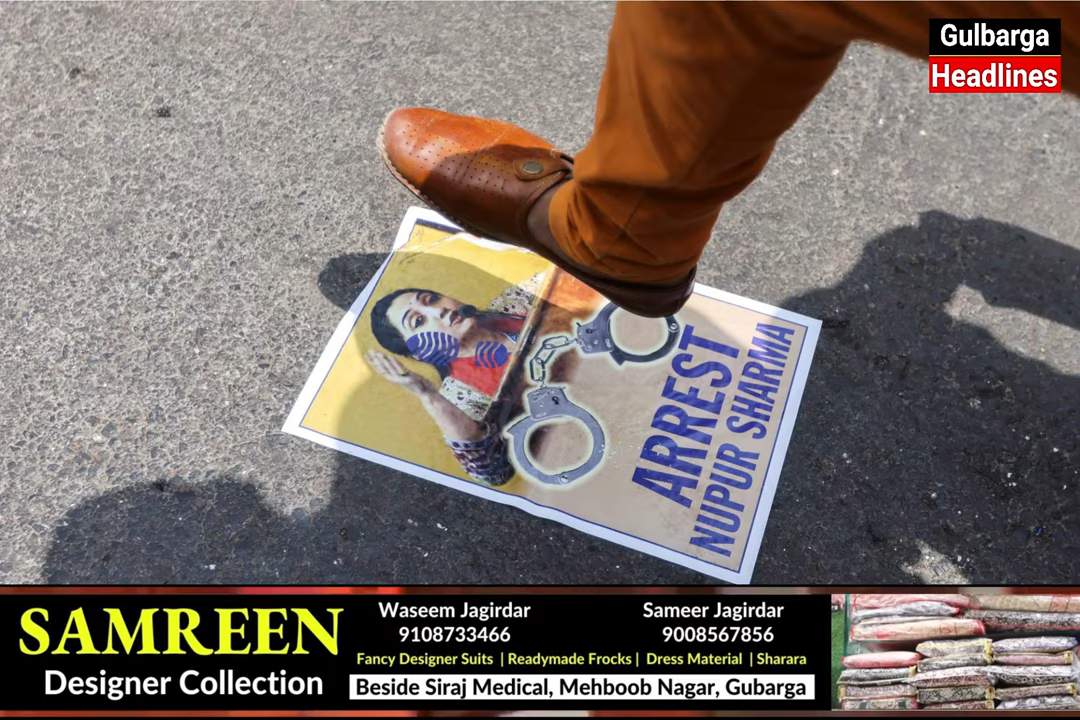 Gulbarga
Headlines
ARREST
NUPUR SHARMA
SAMREEN
Designer Collection
Waseem Jagirdar
9108733466
Sameer Jagirdar
9008567856
Fancy Designer Suits | Readymade Frocks | Dress Material | Sharara
Beside Siraj Medical, Mehboob Nagar, Gubarga